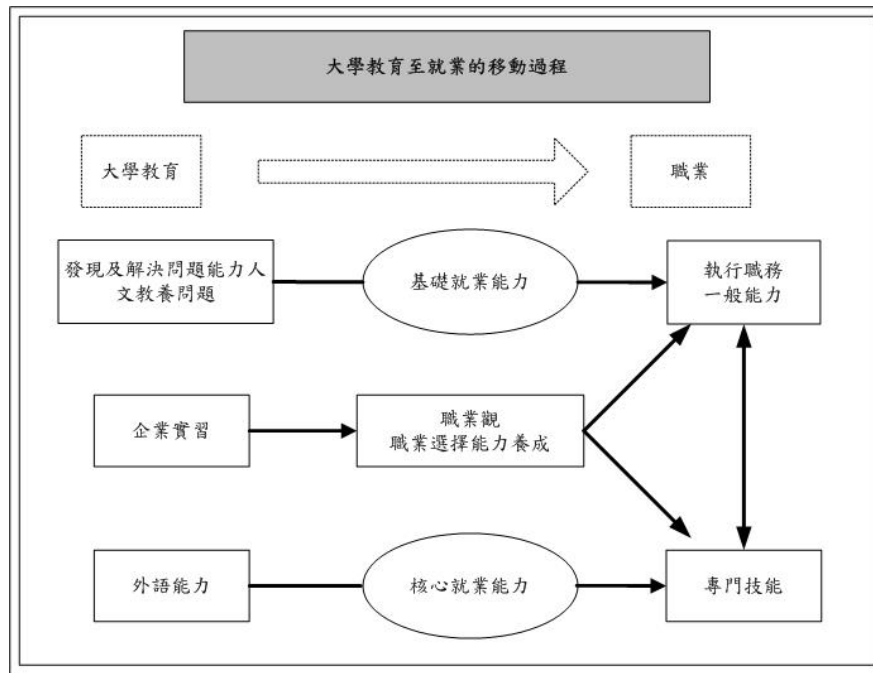 大學教育至就業的移動過程
大學教育
職業
發現及解決問題能力人
文教養問題
基礎就業能力
執行職務
一般能力
企業實習
職業觀
職業選擇能力養成
外語能力
核心就業能力
專門技能